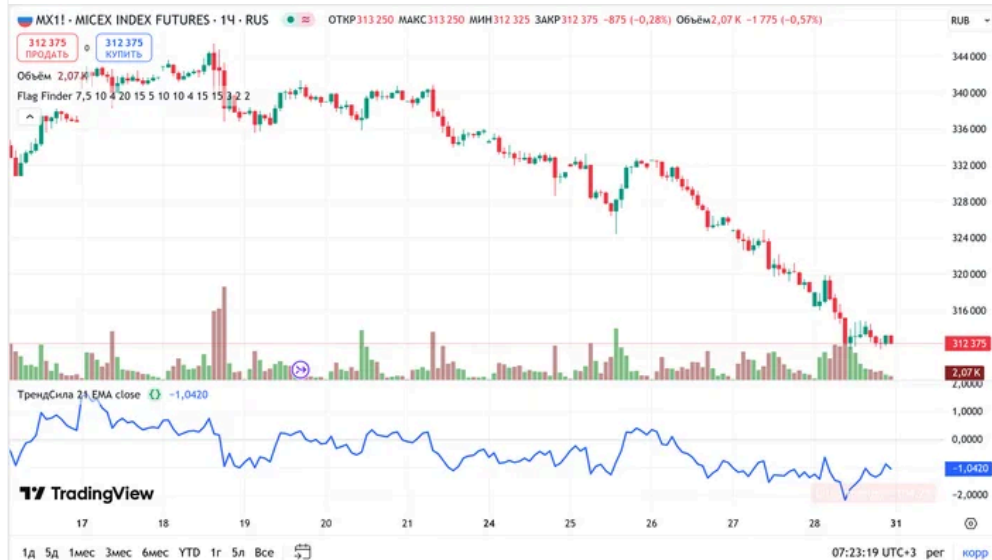 MX1! · MICEX INDEX FUTURES · 1Ч · RUS ОТКР313 250 МАКС313 250 МИН312 325 ЗАКР312 375 −875 (−0,28%) Объём2,07 K −1 775 (−0,57%)
RUB
312 375 0 312 375
ПРОДАТЬ КУПИТЬ
Объём 2,07 K
Flag Finder 7,5 10 4 20 15 5 10 10 4 15 15 3 2 2
344 000
340 000
336 000
332 000
328 000
324 000
320 000
316 000
312 375
2,07 K
2,0000
ТрендСила 21 EMA close −1,0420
1,0000
0,0000
−1,0420
−2,0000
TradingView
17 18 19 20 21 24 25 26 27 28 31
1д 5д 1мес 3мес 6мес YTD 1г 5л Все 07:23:19 UTC+3 рег корр